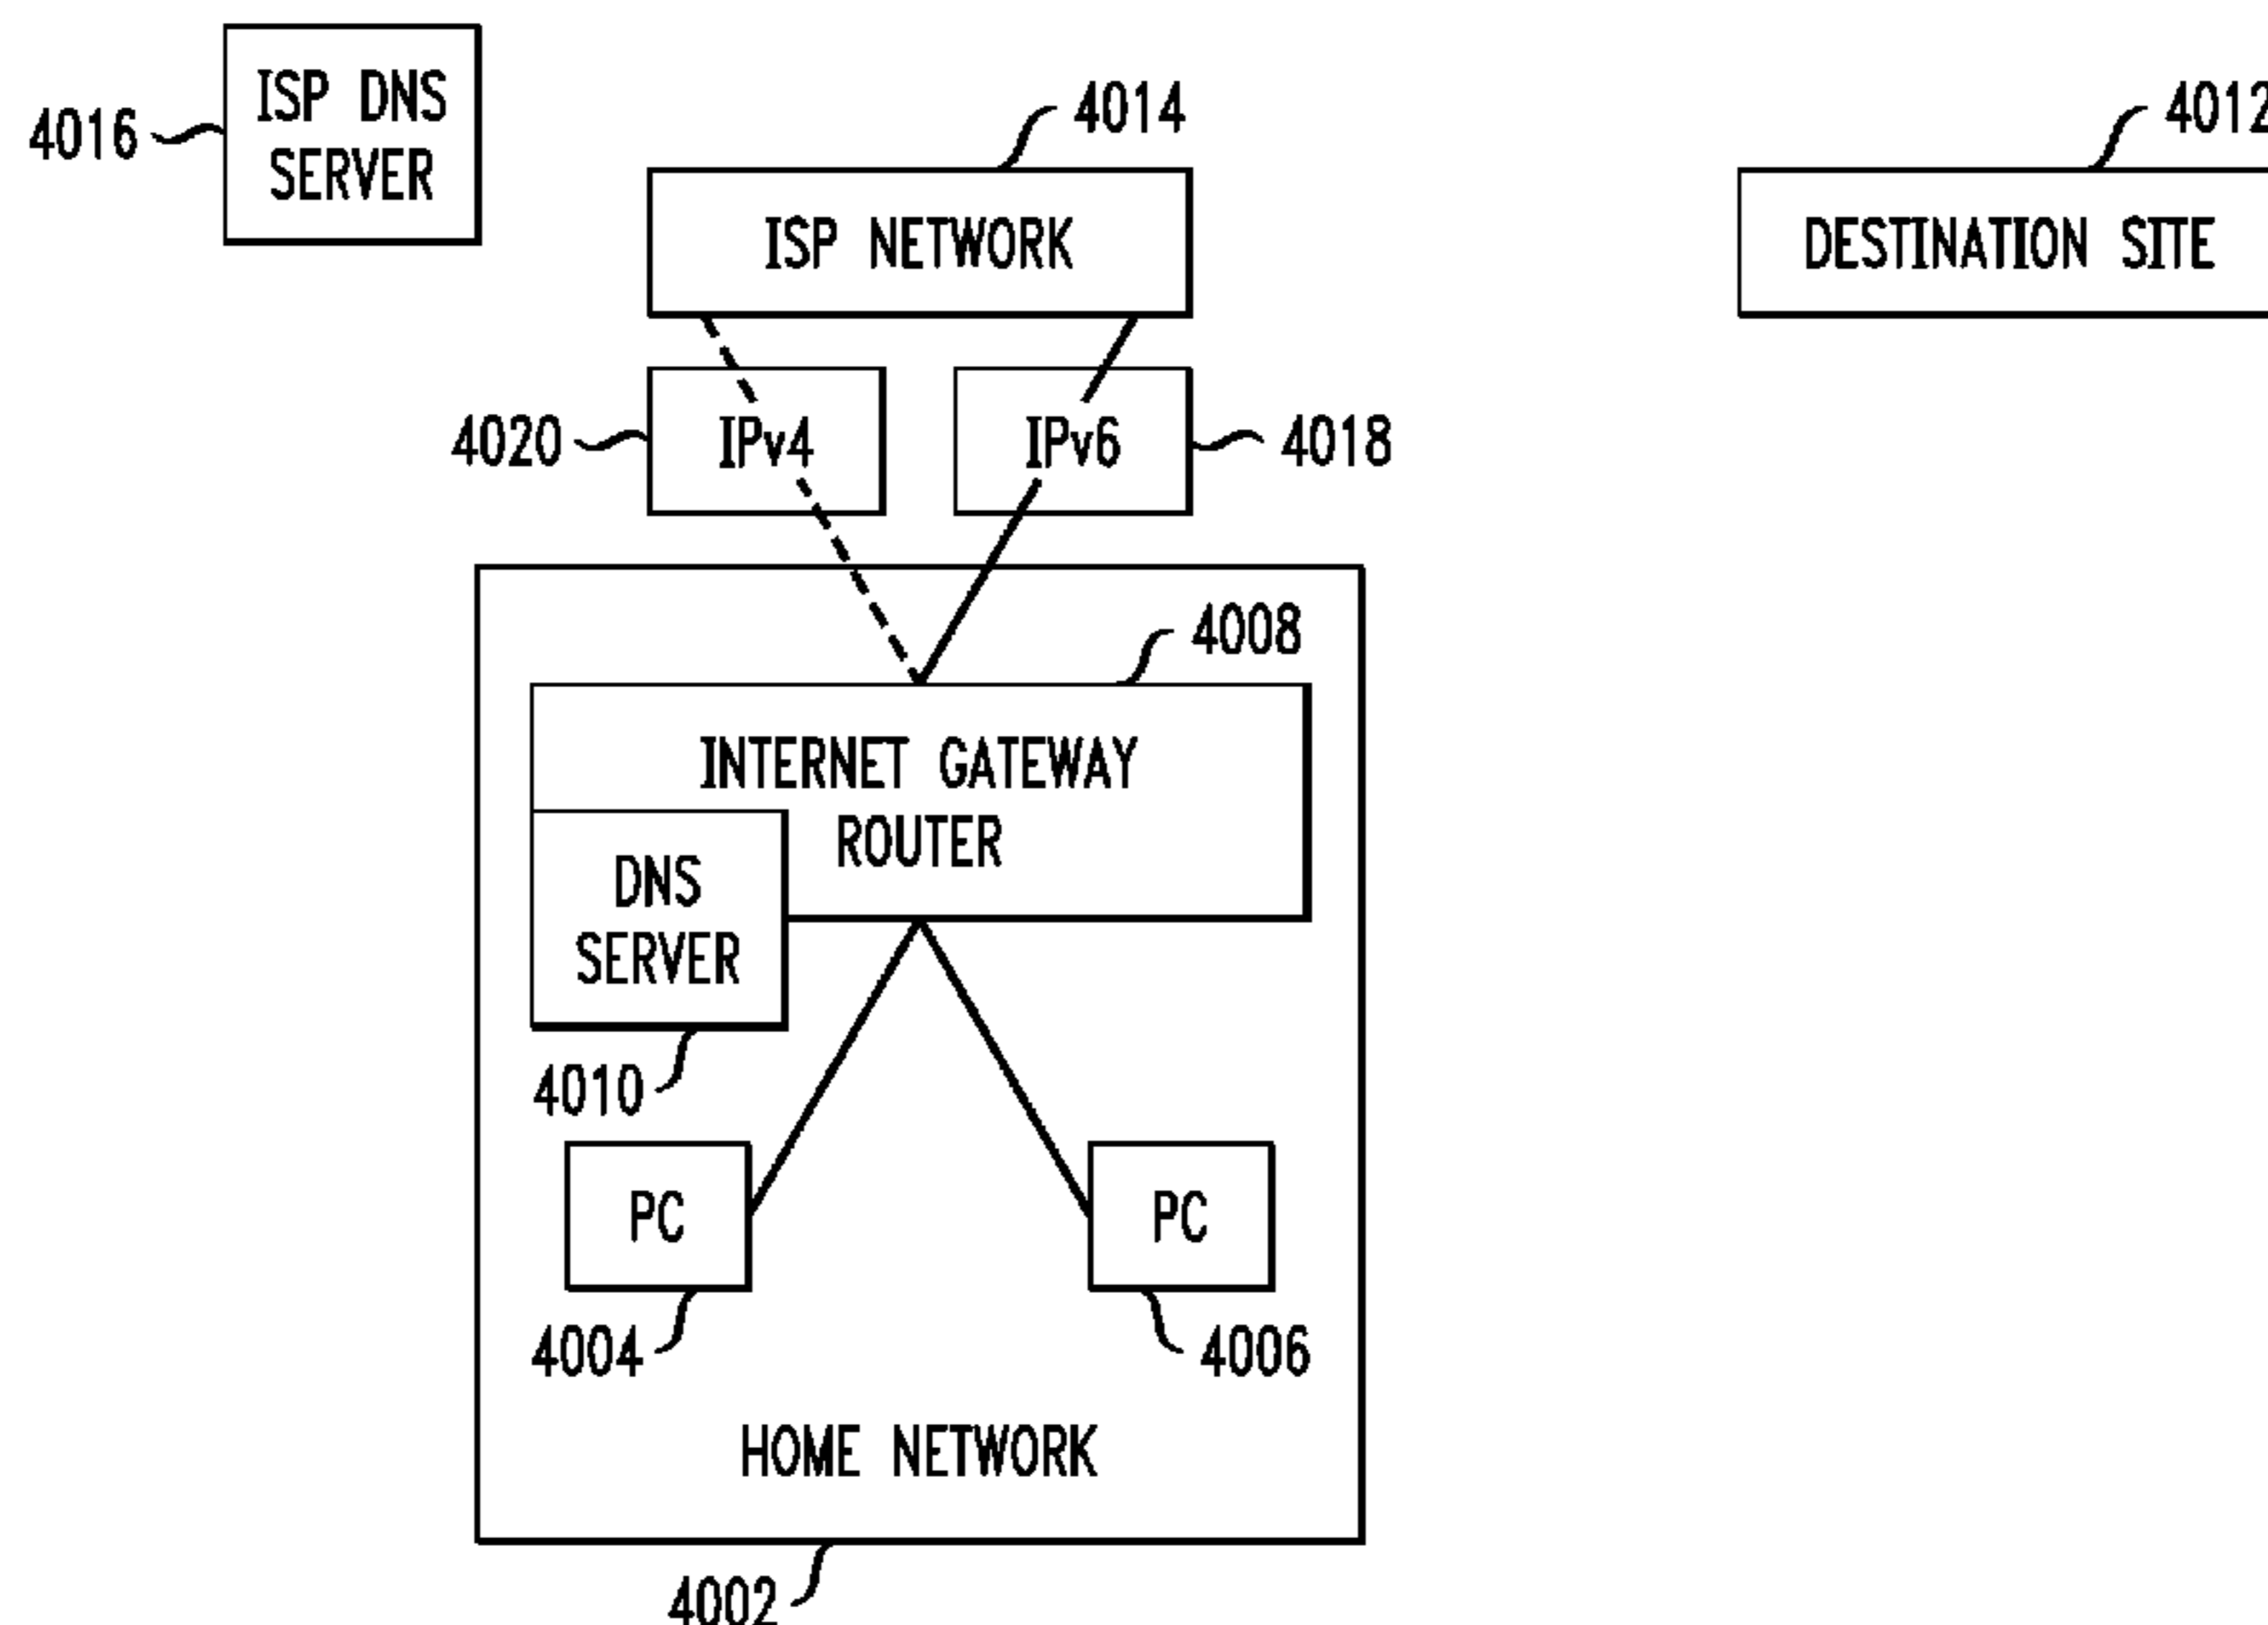 ISP DNS
SERVER
4016
4014
ISP NETWORK
4012
DESTINATION SITE
4020
IPv4
IPv6
4018
4008
INTERNET GATEWAY
ROUTER
DNS
SERVER
4010
PC
PC
4004
4006
HOME NETWORK
4002